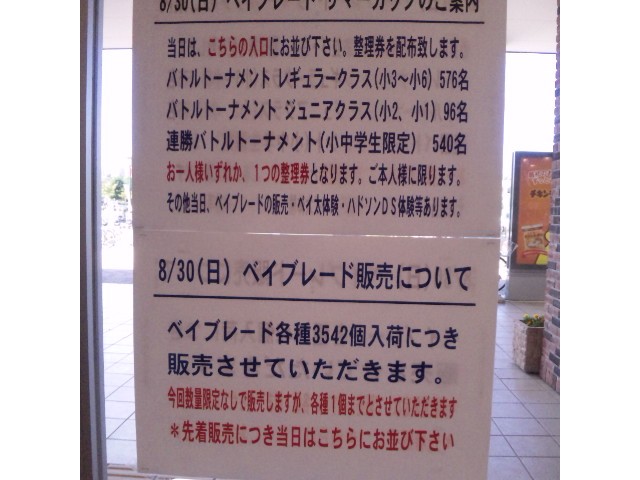 8/30(日) ベイブレード サマーカップのご案内
当日は、こちらの入口にお並び下さい。整理券を配布致します。
バトルトーナメント レギュラークラス(小3～小6) 576名
バトルトーナメント ジュニアクラス(小2、小1) 96名
連勝バトルトーナメント(小中学生限定) 540名
お一人様いずれか、1つの整理券となります。ご本人様に限ります。
その他当日、ベイブレードの販売・ベイ太体験・ハドソンDS体験等あります。
8/30(日) ベイブレード販売について
ベイブレード各種3542個入荷につき
販売させていただきます。
今回数量限定なしで販売しますが、各種1個までとさせていただきます
*先着販売につき当日はこちらにお並び下さい